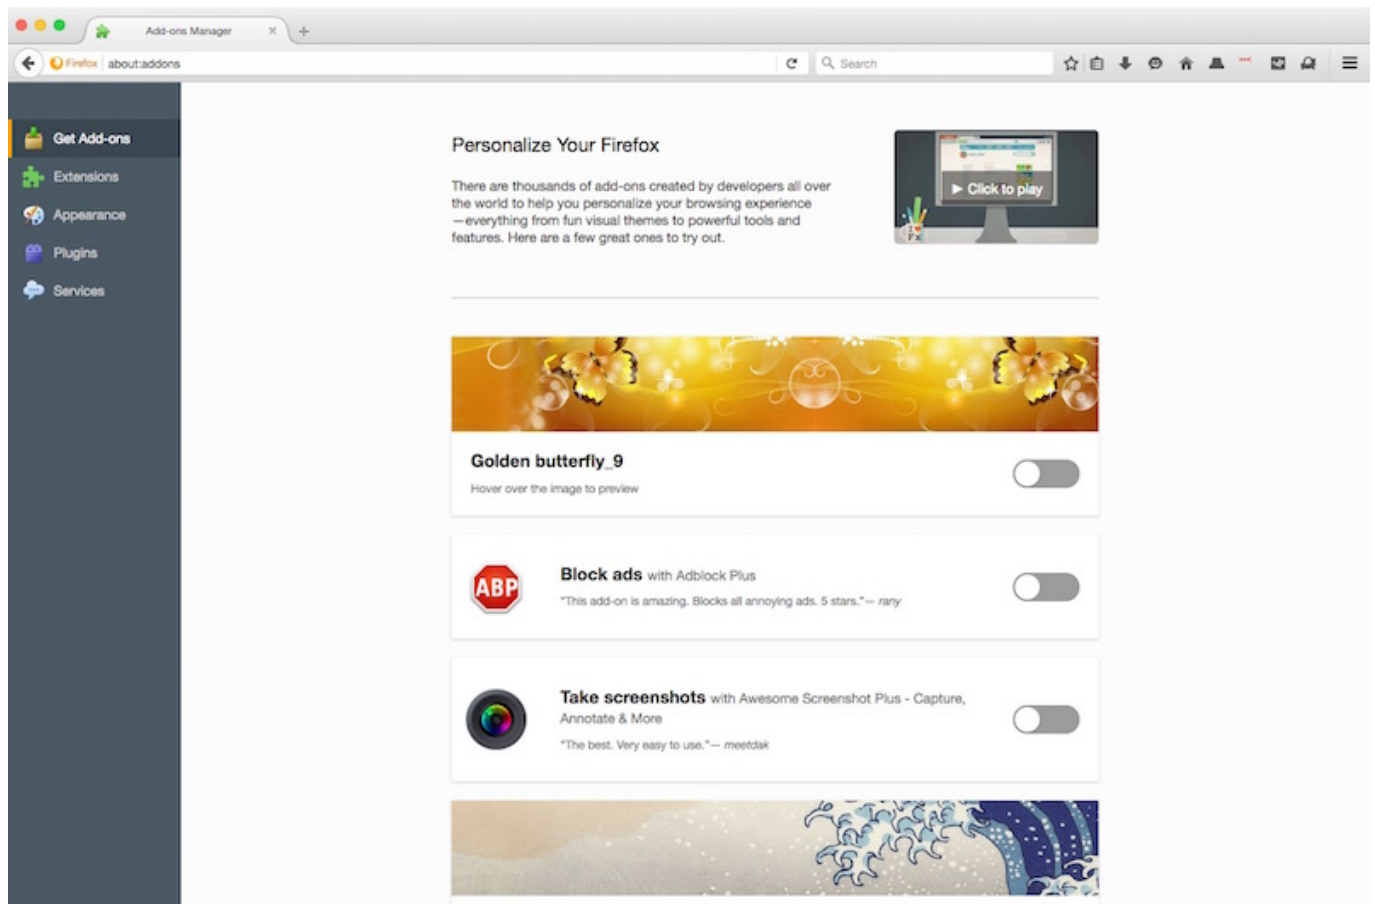 Add-ons Manager
Firefox about:addons
Search
Get Add-ons
Extensions
Appearance
Plugins
Services
Personalize Your Firefox
There are thousands of add-ons created by developers all over
the world to help you personalize your browsing experience
—everything from fun visual themes to powerful tools and
features. Here are a few great ones to try out.
Click to play
Golden butterfly_9
Hover over the image to preview
ABP
Block ads with Adblock Plus
"This add-on is amazing. Blocks all annoying ads. 5 stars."— rany
Take screenshots with Awesome Screenshot Plus - Capture,
Annotate & More
"The best. Very easy to use."— meetdak